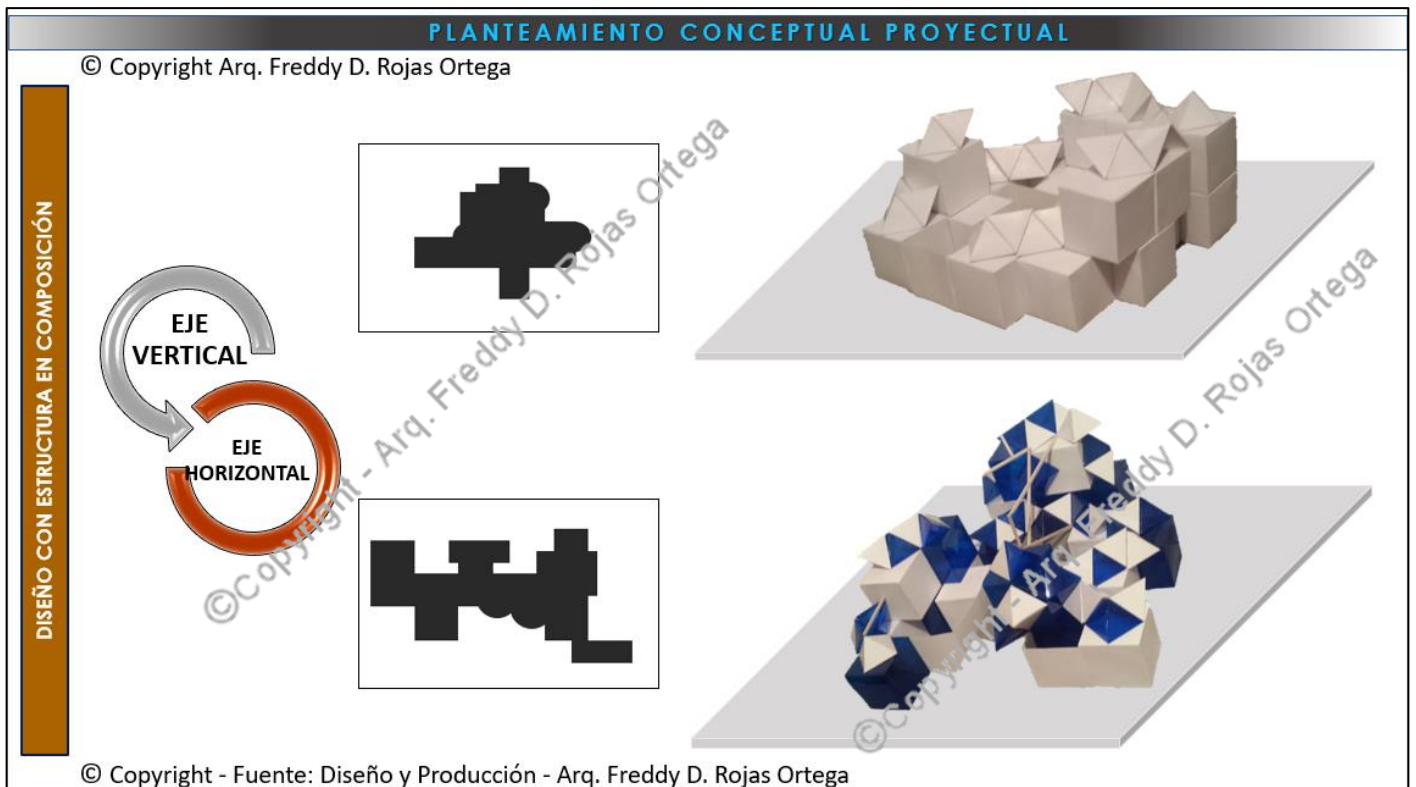 PLANTEAMIENTO CONCEPTUAL PROYECTUAL
© Copyright Arq. Freddy D. Rojas Ortega
DISEÑO CON ESTRUCTURA EN COMPOSICIÓN
EJE
VERTICAL
EJE
HORIZONTAL
©Copyright - Arq. Freddy D. Rojas Ortega
©Copyright - Arq. Freddy D. Rojas Ortega
© Copyright - Fuente: Diseño y Producción - Arq. Freddy D. Rojas Ortega